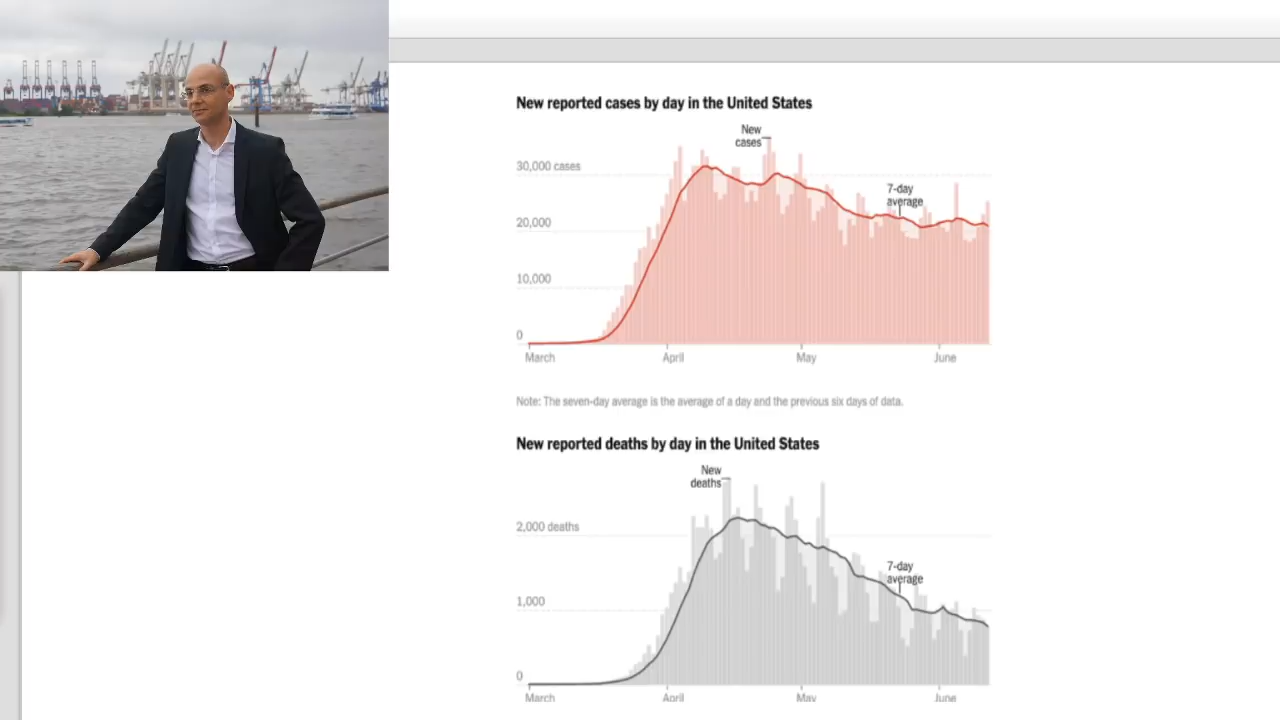 New reported cases by day in the United States
New
cases
30,000 cases
7-day
average
20,000
10,000
0
March April May June
Note: The seven-day average is the average of a day and the previous six days of data.
New reported deaths by day in the United States
New
deaths
2,000 deaths
7-day
average
1,000
0
March April May June